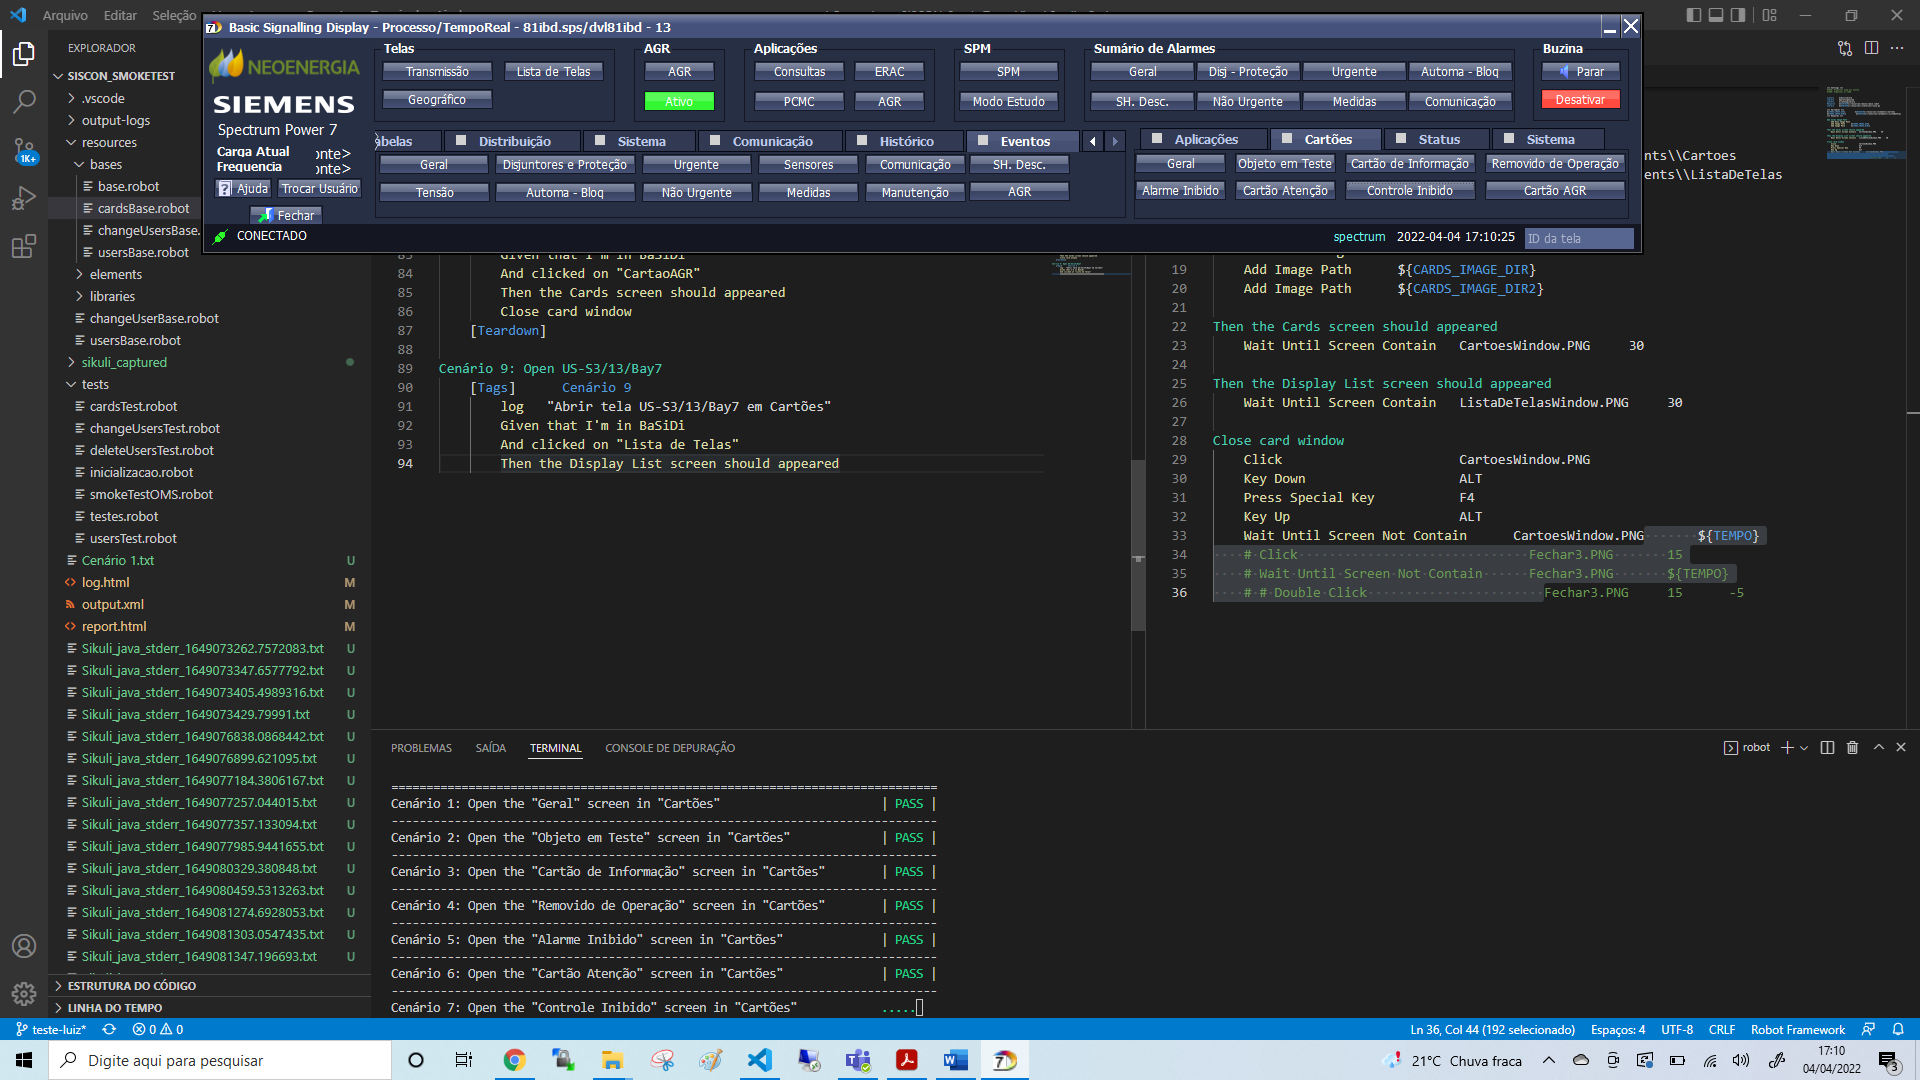 Arquivo Editar Seleção
Basic Signalling Display - Processo/TempoReal - 81ibd.sps/dvl81ibd - 13
NEOENERGIA
SIEMENS
Spectrum Power 7
Carga Atual
Frequencia
onte>
onte>
Ajuda
Trocar Usuário
Fechar
CONECTADO
Telas
Transmissão
Lista de Telas
Geográfico
AGR
AGR
Ativo
Aplicações
Consultas
ERAC
PCMC
AGR
SPM
SPM
Modo Estudo
Sumário de Alarmes
Geral
Disj - Proteção
Urgente
Automa - Bloq
SH. Desc.
Não Urgente
Medidas
Comunicação
Buzina
Parar
Desativar
abelas
Distribuição
Sistema
Comunicação
Histórico
Eventos
Geral
Disjuntores e Proteção
Urgente
Sensores
Comunicação
SH. Desc.
Tensão
Automa - Bloq
Não Urgente
Medidas
Manutenção
AGR
Aplicações
Cartões
Status
Sistema
Geral
Objeto em Teste
Cartão de Informação
Removido de Operação
Alarme Inibido
Cartão Atenção
Controle Inibido
Cartão AGR
spectrum
2022-04-04 17:10:25
ID da tela
EXPLORADOR
SISCON_SMOKETEST
.vscode
output-logs
resources
bases
base.robot
cardsBase.robot
changeUsersBase.
usersBase.robot
elements
libraries
changeUserBase.robot
usersBase.robot
sikuli_captured
tests
cardsTest.robot
changeUsersTest.robot
deleteUsersTest.robot
inicializacao.robot
smokeTestOMS.robot
testes.robot
usersTest.robot
Cenário 1.txt U
log.html M
output.xml M
report.html M
Sikuli_java_stderr_1649073262.7572083.txt U
Sikuli_java_stderr_1649073347.6577792.txt U
Sikuli_java_stderr_1649073405.4989316.txt U
Sikuli_java_stderr_1649073429.79991.txt U
Sikuli_java_stderr_1649076838.0868442.txt U
Sikuli_java_stderr_1649076899.621095.txt U
Sikuli_java_stderr_1649077184.3806167.txt U
Sikuli_java_stderr_1649077257.044015.txt U
Sikuli_java_stderr_1649077357.133094.txt U
Sikuli_java_stderr_1649077985.9441655.txt U
Sikuli_java_stderr_1649080329.380848.txt U
Sikuli_java_stderr_1649080459.5313263.txt U
Sikuli_java_stderr_1649081274.6928053.txt U
Sikuli_java_stderr_1649081303.0547435.txt U
Sikuli_java_stderr_1649081347.196693.txt U
ESTRUTURA DO CÓDIGO
LINHA DO TEMPO
1K+
83 Given that I'm in BaSiDi
84 And clicked on "CartaoAGR"
85 Then the Cards screen should appeared
86 Close card window
87 [Teardown]
88
89 Cenário 9: Open US-S3/13/Bay7
90 [Tags] Cenário 9
91 log "Abrir tela US-S3/13/Bay7 em Cartões"
92 Given that I'm in BaSiDi
93 And clicked on "Lista de Telas"
94 Then the Display List screen should appeared
nts\\Cartoes
ents\\ListaDeTelas
19 Add Image Path ${CARDS_IMAGE_DIR}
20 Add Image Path ${CARDS_IMAGE_DIR2}
21
22 Then the Cards screen should appeared
23 Wait Until Screen Contain CartoesWindow.PNG 30
24
25 Then the Display List screen should appeared
26 Wait Until Screen Contain ListaDeTelasWindow.PNG 30
27
28 Close card window
29 Click CartoesWindow.PNG
30 Key Down ALT
31 Press Special Key F4
32 Key Up ALT
33 Wait Until Screen Not Contain CartoesWindow.PNG ${TEMPO}
34 # Click Fechar3.PNG 15
35 # Wait Until Screen Not Contain Fechar3.PNG ${TEMPO}
36 # # Double Click Fechar3.PNG 15 -5
PROBLEMAS SAÍDA TERMINAL CONSOLE DE DEPURAÇÃO
robot
==============================================================================
Cenário 1: Open the "Geral" screen in "Cartões" | PASS |
------------------------------------------------------------------------------
Cenário 2: Open the "Objeto em Teste" screen in "Cartões" | PASS |
------------------------------------------------------------------------------
Cenário 3: Open the "Cartão de Informação" screen in "Cartões" | PASS |
------------------------------------------------------------------------------
Cenário 4: Open the "Removido de Operação" screen in "Cartões" | PASS |
------------------------------------------------------------------------------
Cenário 5: Open the "Alarme Inibido" screen in "Cartões" | PASS |
------------------------------------------------------------------------------
Cenário 6: Open the "Cartão Atenção" screen in "Cartões" | PASS |
------------------------------------------------------------------------------
Cenário 7: Open the "Controle Inibido" screen in "Cartões" .....
teste-luiz* 0 0
Ln 36, Col 44 (192 selecionado) Espaços: 4 UTF-8 CRLF Robot Framework
Digite aqui para pesquisar
21°C Chuva fraca
17:10
04/04/2022
3